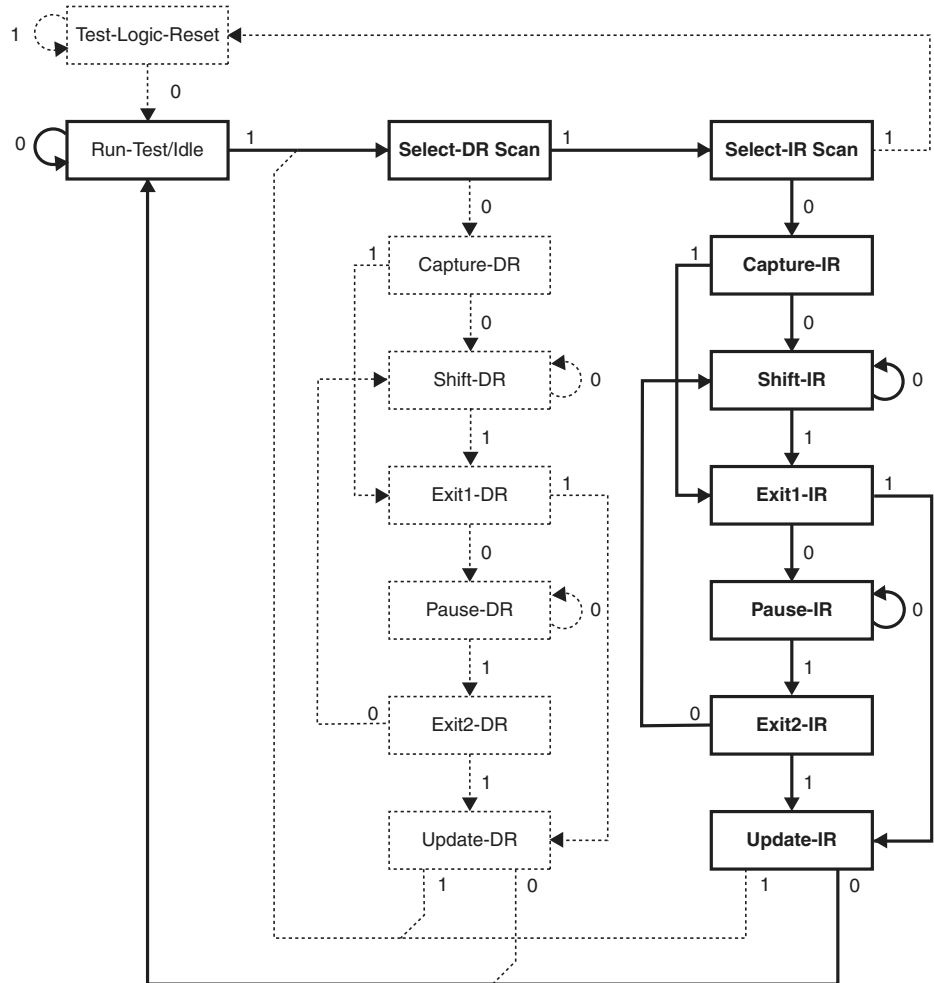 Test-Logic-Reset
1
0
0
Run-Test/Idle
1
Select-DR Scan
1
Select-IR Scan
1
0
0
1
Capture-DR
1
Capture-IR
0
0
Shift-DR
0
Shift-IR
0
1
1
Exit1-DR
1
Exit1-IR
1
0
0
Pause-DR
0
Pause-IR
0
1
1
0
Exit2-DR
0
Exit2-IR
1
1
Update-DR
Update-IR
1
0
1
0